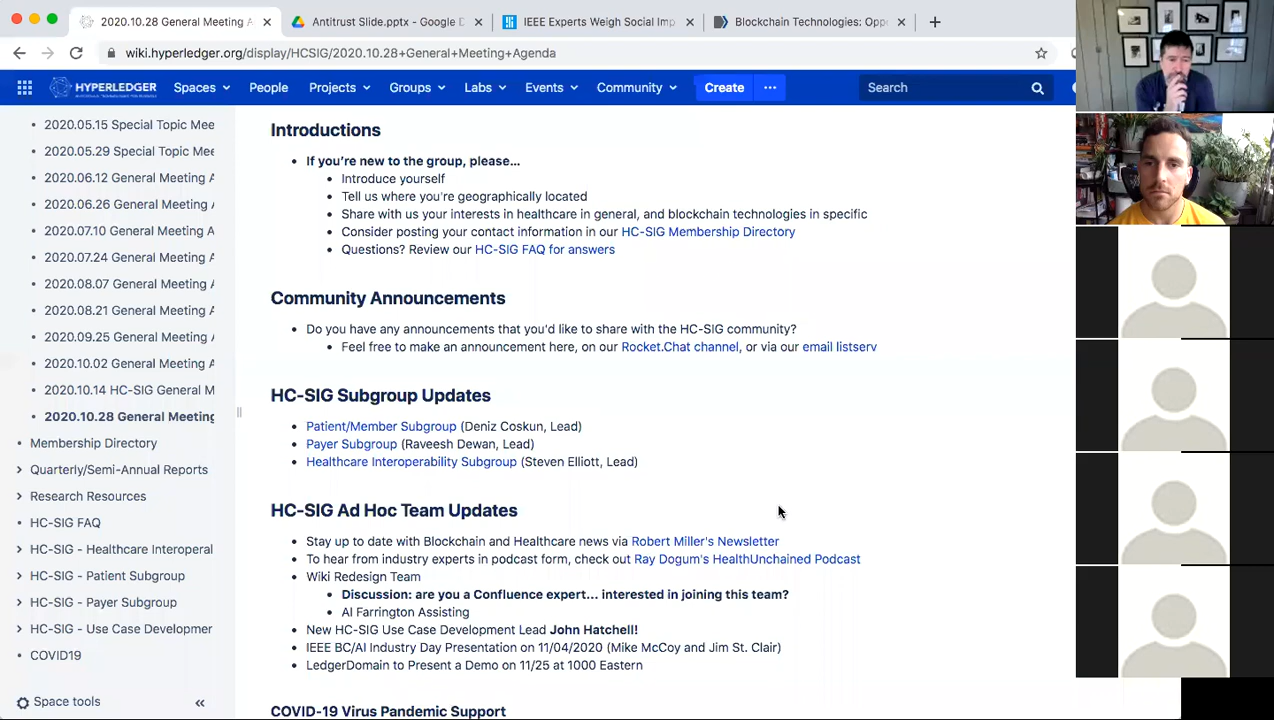 2020.10.28 General Meeting A
Antitrust Slide.pptx - Google D
IEEE Experts Weigh Social Imp
Blockchain Technologies: Oppo
wiki.hyperledger.org/display/HCSIG/2020.10.28+General+Meeting+Agenda
HYPERLEDGER
Spaces
People
Projects
Groups
Labs
Events
Community
Create
Search
2020.05.15 Special Topic Mee
2020.05.29 Special Topic Mee
2020.06.12 General Meeting A
2020.06.26 General Meeting A
2020.07.10 General Meeting A
2020.07.24 General Meeting A
2020.08.07 General Meeting A
2020.08.21 General Meeting A
2020.09.25 General Meeting A
2020.10.02 General Meeting A
2020.10.14 HC-SIG General M
2020.10.28 General Meeting
Membership Directory
Quarterly/Semi-Annual Reports
Research Resources
HC-SIG FAQ
HC-SIG - Healthcare Interoperal
HC-SIG - Patient Subgroup
HC-SIG - Payer Subgroup
HC-SIG - Use Case Developmer
COVID19
Space tools
Introductions
If you're new to the group, please...
Introduce yourself
Tell us where you're geographically located
Share with us your interests in healthcare in general, and blockchain technologies in specific
Consider posting your contact information in our HC-SIG Membership Directory
Questions? Review our HC-SIG FAQ for answers
Community Announcements
Do you have any announcements that you'd like to share with the HC-SIG community?
Feel free to make an announcement here, on our Rocket.Chat channel, or via our email listserv
HC-SIG Subgroup Updates
Patient/Member Subgroup (Deniz Coskun, Lead)
Payer Subgroup (Raveesh Dewan, Lead)
Healthcare Interoperability Subgroup (Steven Elliott, Lead)
HC-SIG Ad Hoc Team Updates
Stay up to date with Blockchain and Healthcare news via Robert Miller's Newsletter
To hear from industry experts in podcast form, check out Ray Dogum's HealthUnchained Podcast
Wiki Redesign Team
Discussion: are you a Confluence expert... interested in joining this team?
Al Farrington Assisting
New HC-SIG Use Case Development Lead John Hatchell!
IEEE BC/AI Industry Day Presentation on 11/04/2020 (Mike McCoy and Jim St. Clair)
LedgerDomain to Present a Demo on 11/25 at 1000 Eastern
COVID-19 Virus Pandemic Support